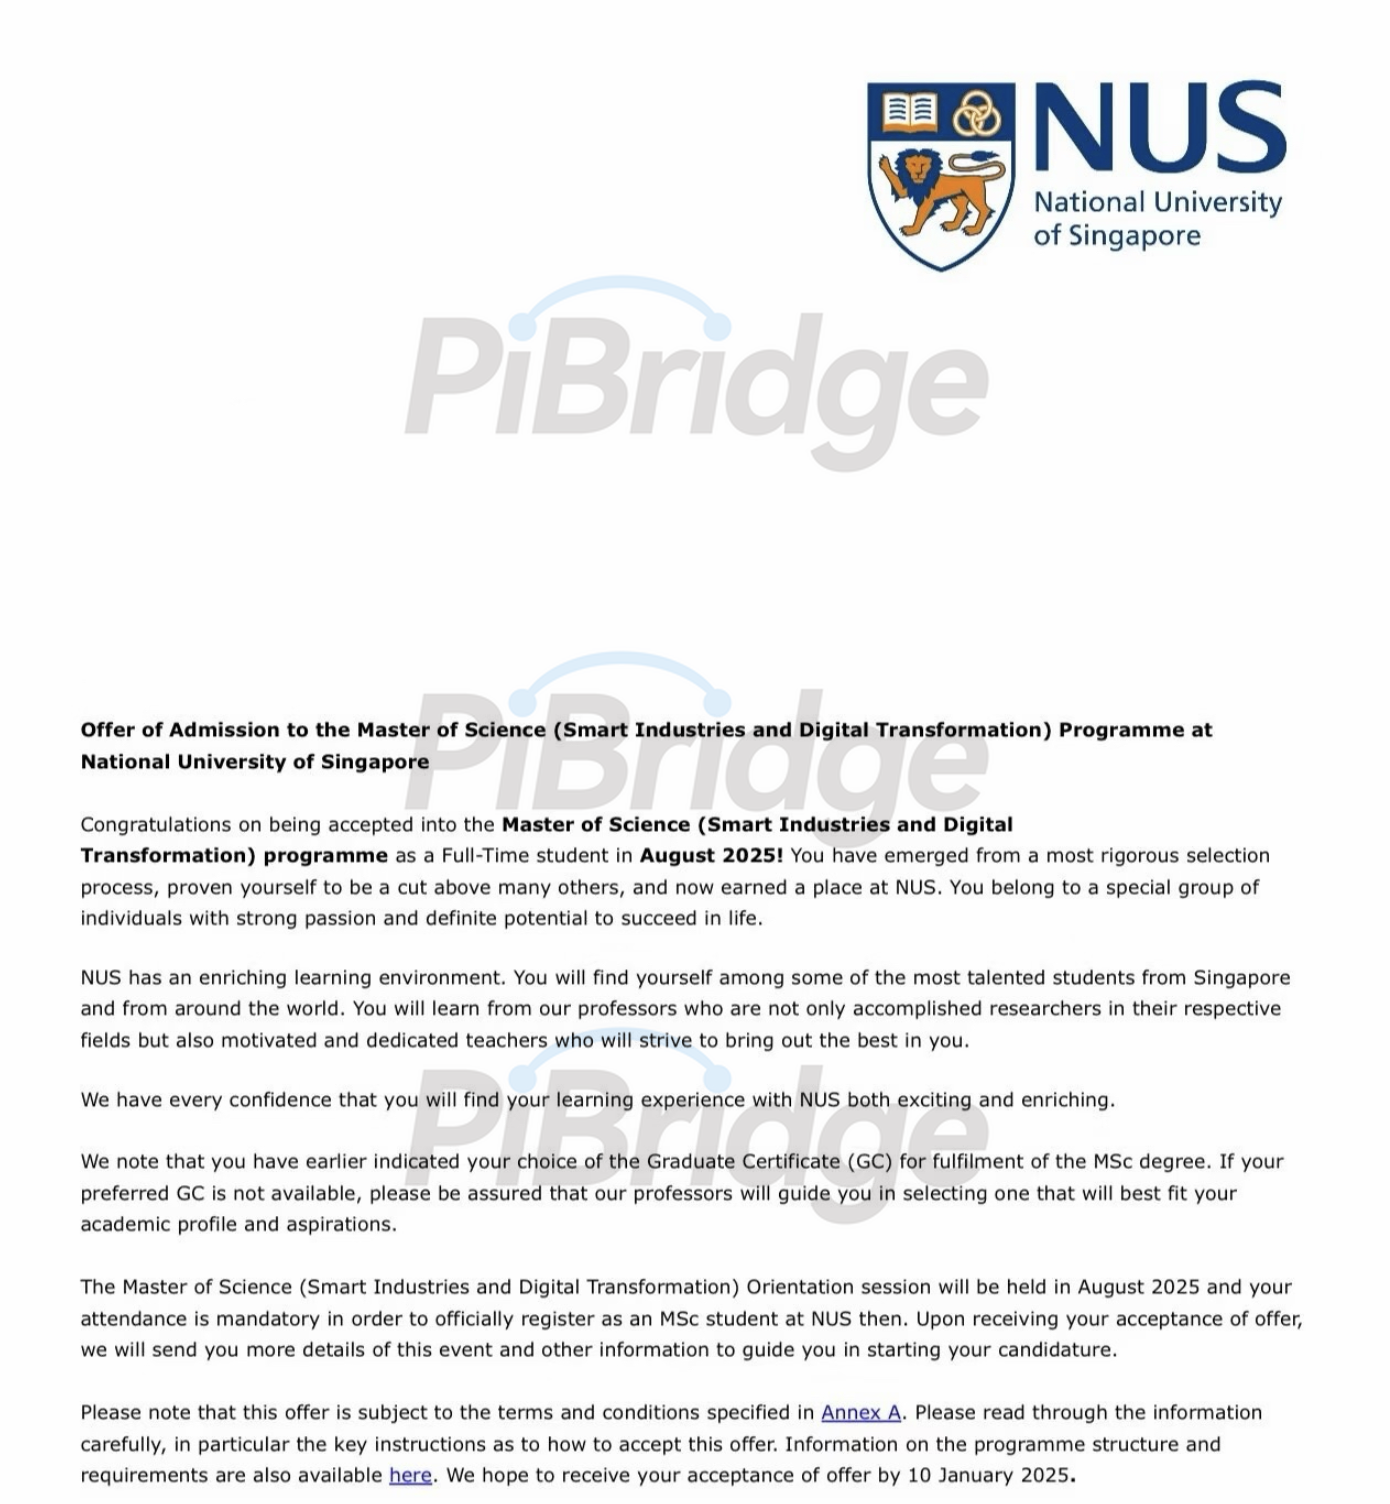 NUS
National University
of Singapore
PiBridge
PiBridge
Offer of Admission to the Master of Science (Smart Industries and Digital Transformation) Programme at
National University of Singapore
Congratulations on being accepted into the Master of Science (Smart Industries and Digital
Transformation) programme as a Full-Time student in August 2025! You have emerged from a most rigorous selection
process, proven yourself to be a cut above many others, and now earned a place at NUS. You belong to a special group of
individuals with strong passion and definite potential to succeed in life.
NUS has an enriching learning environment. You will find yourself among some of the most talented students from Singapore
and from around the world. You will learn from our professors who are not only accomplished researchers in their respective
fields but also motivated and dedicated teachers who will strive to bring out the best in you.
PiBridge
We have every confidence that you will find your learning experience with NUS both exciting and enriching.
We note that you have earlier indicated your choice of the Graduate Certificate (GC) for fulfilment of the MSc degree. If your
preferred GC is not available, please be assured that our professors will guide you in selecting one that will best fit your
academic profile and aspirations.
The Master of Science (Smart Industries and Digital Transformation) Orientation session will be held in August 2025 and your
attendance is mandatory in order to officially register as an MSc student at NUS then. Upon receiving your acceptance of offer,
we will send you more details of this event and other information to guide you in starting your candidature.
Please note that this offer is subject to the terms and conditions specified in Annex A. Please read through the information
carefully, in particular the key instructions as to how to accept this offer. Information on the programme structure and
requirements are also available here. We hope to receive your acceptance of offer by 10 January 2025.